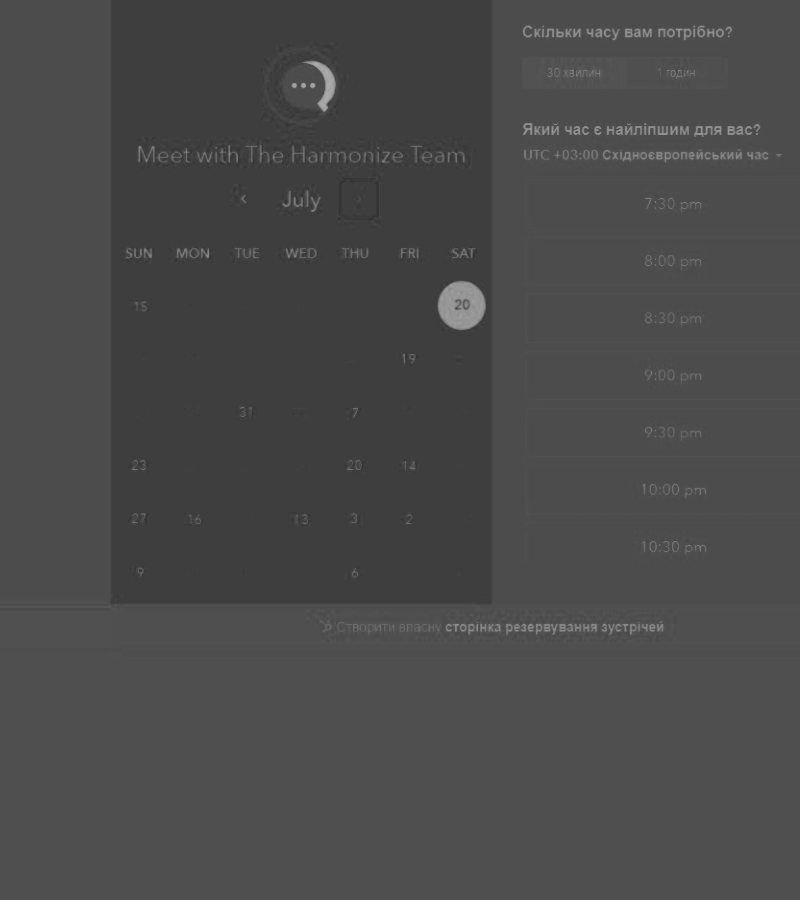 Meet with The Harmonize Team
July
SUN MON TUE WED THU FRI SAT
15 20
19
31 7
23 20 14
27 16 13 3 2
9 6
Скільки часу вам потрібно?
30 хвилин 1 годин
Який час є найліпшим для вас?
UTC +03:00 Східноєвропейський час
7:30 pm
8:00 pm
8:30 pm
9:00 pm
9:30 pm
10:00 pm
10:30 pm
Створити власну сторінка резервування зустрічей